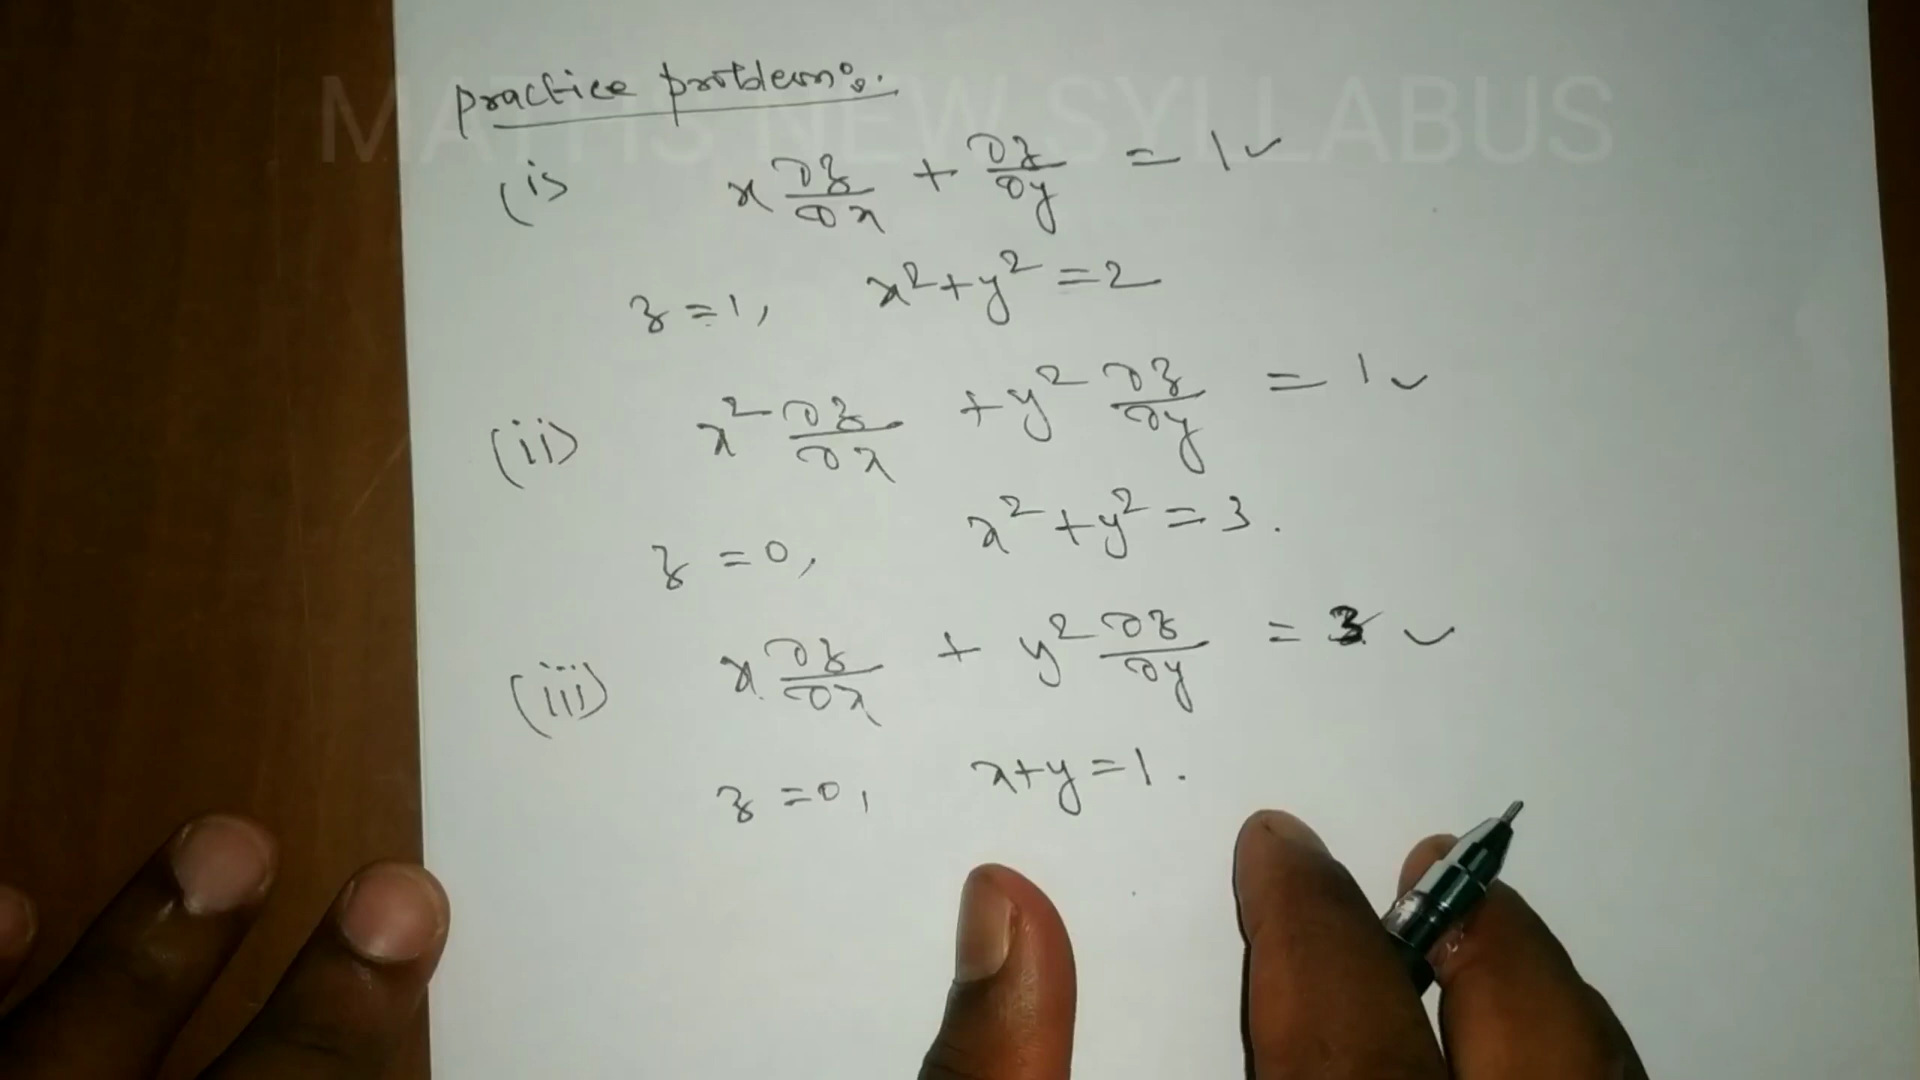 Practice problems.
MATHS NEW SYLLABUS
(i) x ∂z/∂x + ∂z/∂y = 1 ✓
z = 1, x² + y² = 2
(ii) x² ∂z/∂x + y² ∂z/∂y = 1 ✓
z = 0, x² + y² = 3.
(iii) x ∂z/∂x + y² ∂z/∂y = 3 ✓
z = 0, x + y = 1.